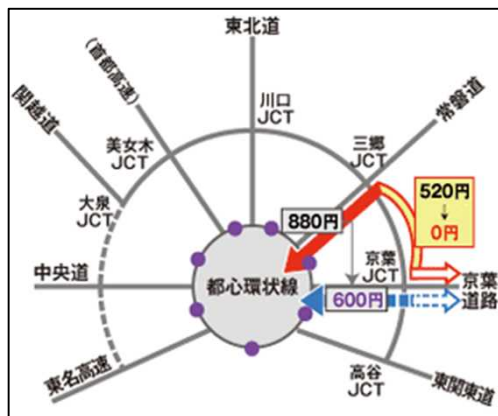 東北道
(首都高速)
関越道
常磐道
川口
JCT
美女木
JCT
三郷
JCT
大泉
JCT
520円
↓
0円
880円
京葉
JCT
中央道
都心環状線
600円
京葉
道路
東名高速
高谷
JCT
東関東道